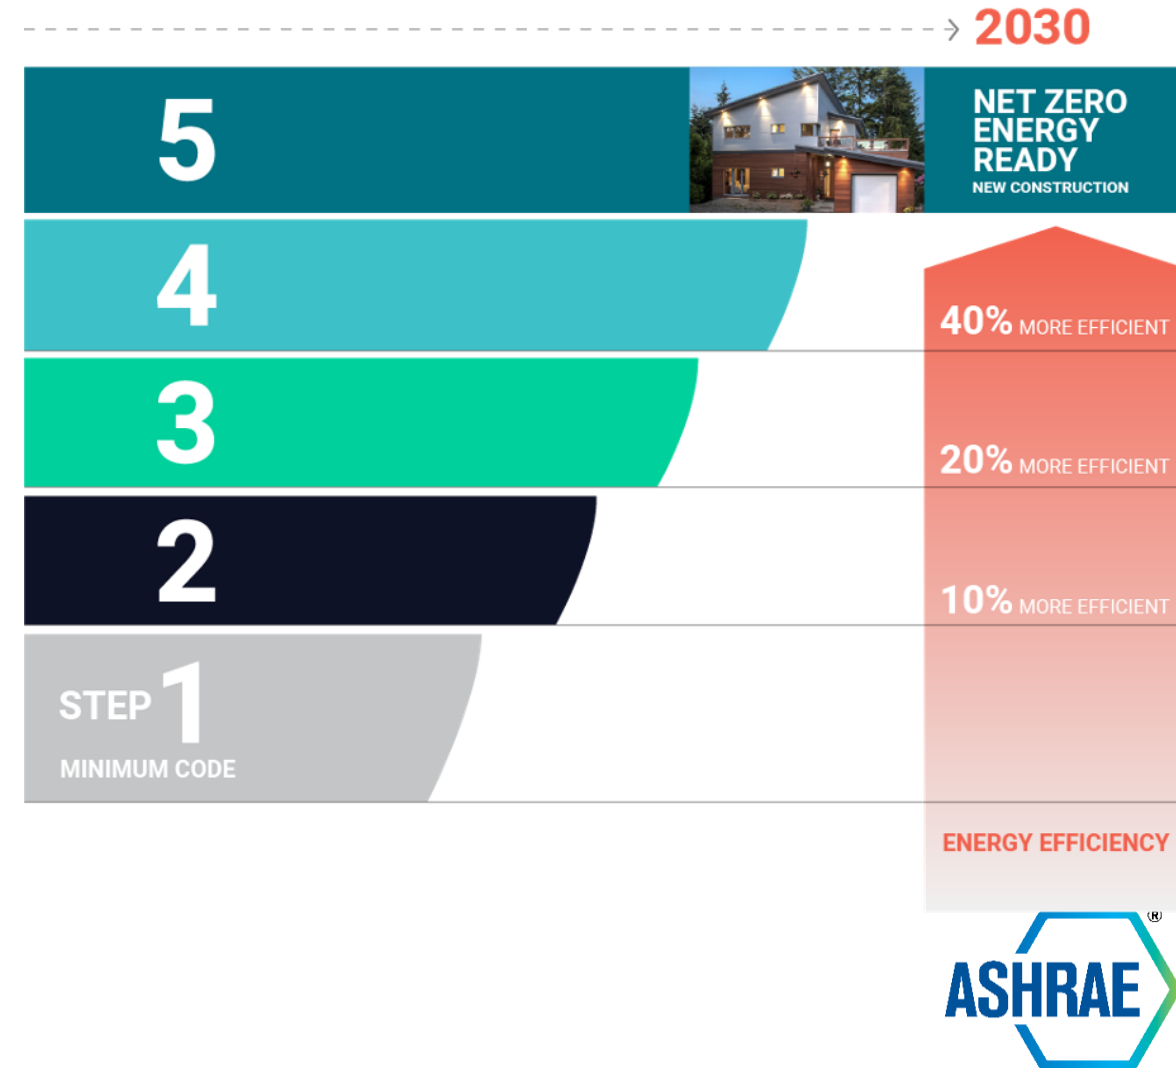 2030
5
NET ZERO
ENERGY
READY
NEW CONSTRUCTION
4
40% MORE EFFICIENT
3
20% MORE EFFICIENT
2
10% MORE EFFICIENT
STEP 1
MINIMUM CODE
ENERGY EFFICIENCY
ASHRAE®